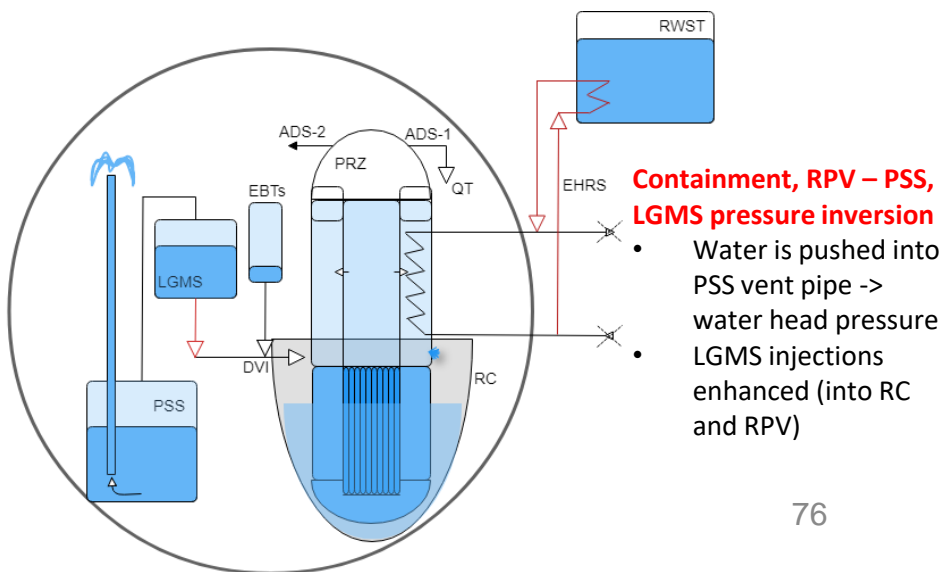 RWST
ADS-2
ADS-1
PRZ
QT
EBTs
EHRS
LGMS
DVI
RC
PSS
Containment, RPV – PSS,
LGMS pressure inversion
• Water is pushed into
PSS vent pipe ->
water head pressure
• LGMS injections
enhanced (into RC
and RPV)
76